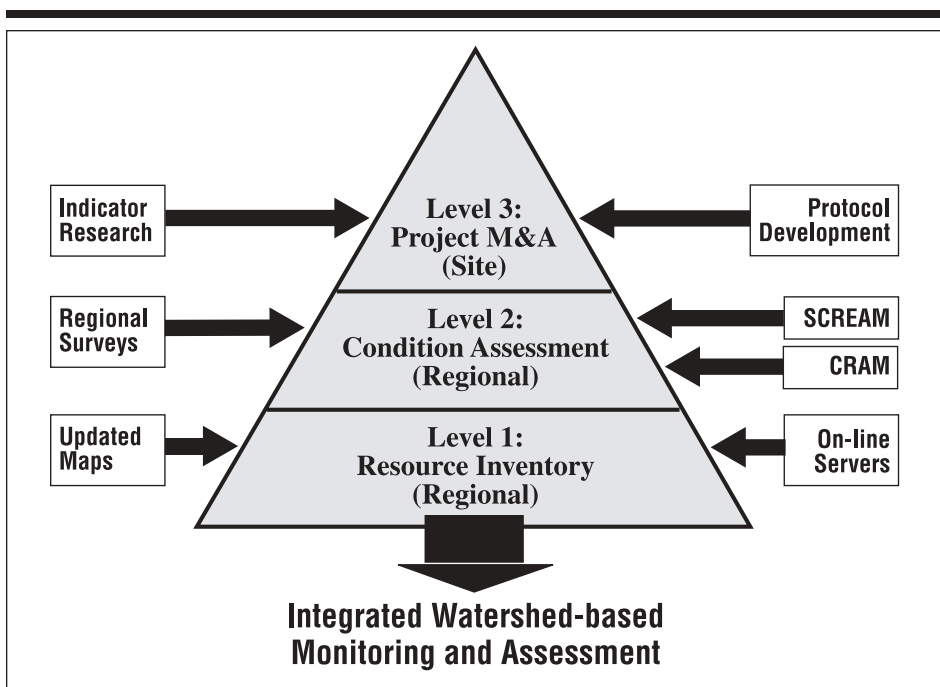 Indicator
Research
Level 3:
Project M&A
(Site)
Protocol
Development
Regional
Surveys
Level 2:
Condition Assessment
(Regional)
SCREAM
CRAM
Updated
Maps
Level 1:
Resource Inventory
(Regional)
On-line
Servers
Integrated Watershed-based
Monitoring and Assessment